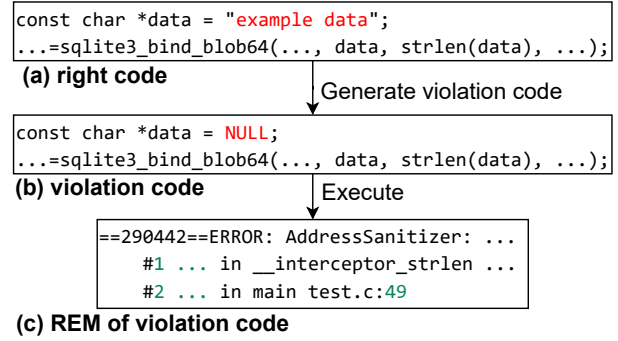 const char *data = "example data";
...=sqlite3_bind_blob64(..., data, strlen(data), ...);
(a) right code
Generate violation code
const char *data = NULL;
...=sqlite3_bind_blob64(..., data, strlen(data), ...);
(b) violation code
Execute
==290442==ERROR: AddressSanitizer: ...
#1 ... in __interceptor_strlen ...
#2 ... in main test.c:49
(c) REM of violation code